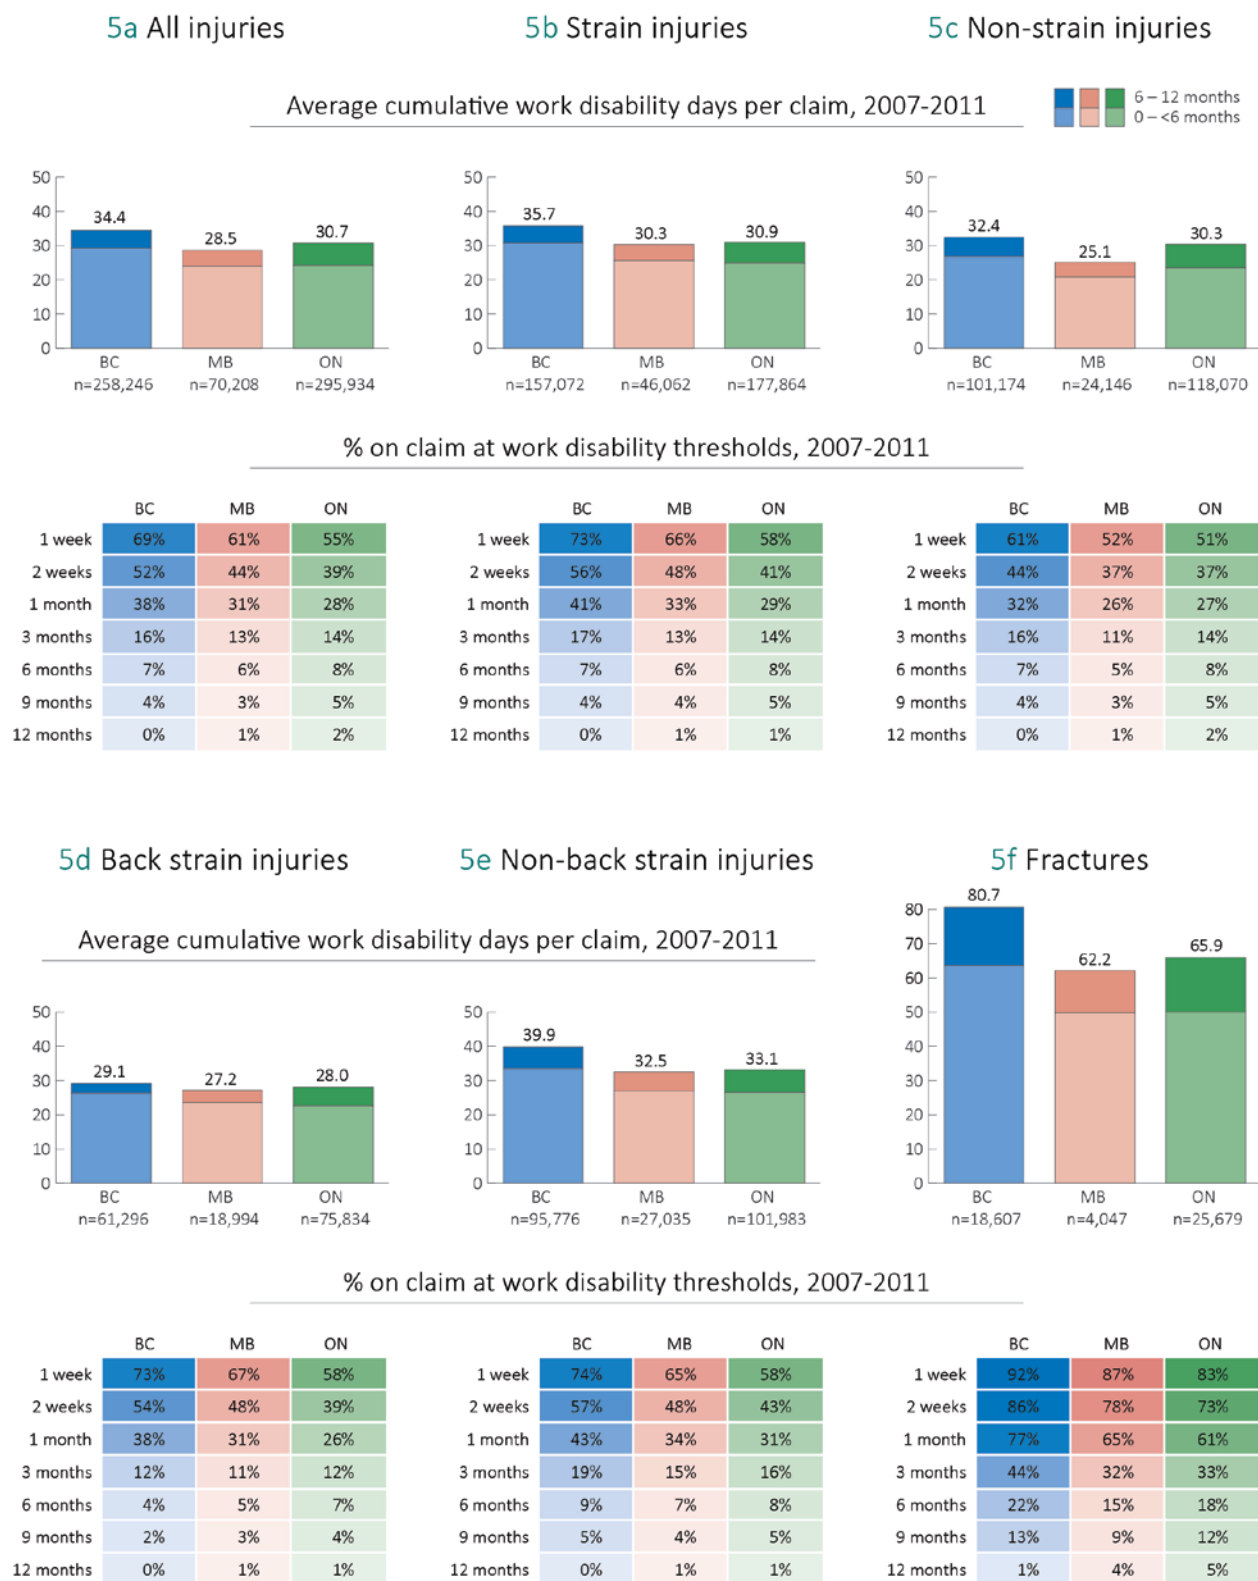 5a All injuries 5b Strain injuries 5c Non-strain injuries
Average cumulative work disability days per claim, 2007-2011
6 – 12 months
0 – <6 months
50 50 50
40 40 40
30 30 30
20 20 20
10 10 10
0 0 0
34.4 28.5 30.7 35.7 30.3 30.9 32.4 25.1 30.3
BC MB ON BC MB ON BC MB ON
n=258,246 n=70,208 n=295,934 n=157,072 n=46,062 n=177,864 n=101,174 n=24,146 n=118,070
% on claim at work disability thresholds, 2007-2011
BC MB ON BC MB ON BC MB ON
1 week 69% 61% 55% 1 week 73% 66% 58% 1 week 61% 52% 51%
2 weeks 52% 44% 39% 2 weeks 56% 48% 41% 2 weeks 44% 37% 37%
1 month 38% 31% 28% 1 month 41% 33% 29% 1 month 32% 26% 27%
3 months 16% 13% 14% 3 months 17% 13% 14% 3 months 16% 11% 14%
6 months 7% 6% 8% 6 months 7% 6% 8% 6 months 7% 5% 8%
9 months 4% 3% 5% 9 months 4% 4% 5% 9 months 4% 3% 5%
12 months 0% 1% 2% 12 months 0% 1% 1% 12 months 0% 1% 2%
5d Back strain injuries 5e Non-back strain injuries 5f Fractures
Average cumulative work disability days per claim, 2007-2011
80
70
60
50 50 50
40 40 40
30 30 30
20 20 20
10 10 10
0 0 0
29.1 27.2 28.0 39.9 32.5 33.1 80.7 62.2 65.9
BC MB ON BC MB ON BC MB ON
n=61,296 n=18,994 n=75,834 n=95,776 n=27,035 n=101,983 n=18,607 n=4,047 n=25,679
% on claim at work disability thresholds, 2007-2011
BC MB ON BC MB ON BC MB ON
1 week 73% 67% 58% 1 week 74% 65% 58% 1 week 92% 87% 83%
2 weeks 54% 48% 39% 2 weeks 57% 48% 43% 2 weeks 86% 78% 73%
1 month 38% 31% 26% 1 month 43% 34% 31% 1 month 77% 65% 61%
3 months 12% 11% 12% 3 months 19% 15% 16% 3 months 44% 32% 33%
6 months 4% 5% 7% 6 months 9% 7% 8% 6 months 22% 15% 18%
9 months 2% 3% 4% 9 months 5% 4% 5% 9 months 13% 9% 12%
12 months 0% 1% 1% 12 months 0% 1% 1% 12 months 1% 4% 5%